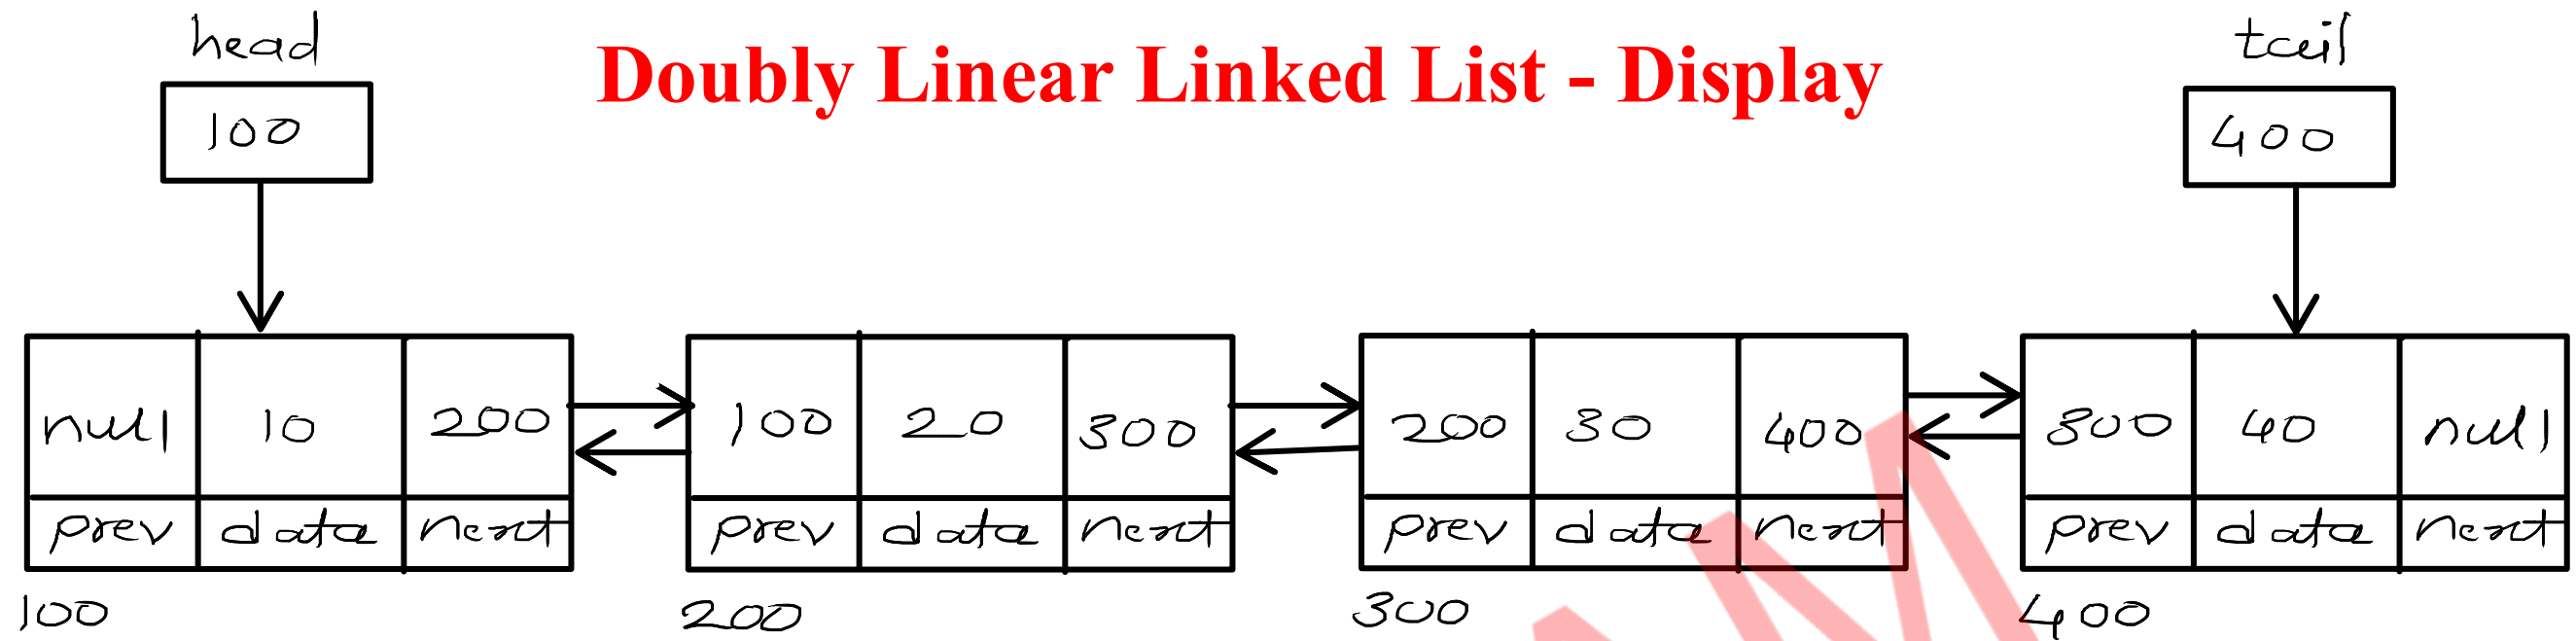 head
Doubly Linear Linked List - Display
tail
100
400
null 10 200 100 20 300 200 30 400 300 40 null
prev data next prev data next prev data next prev data next
100 200 300 400